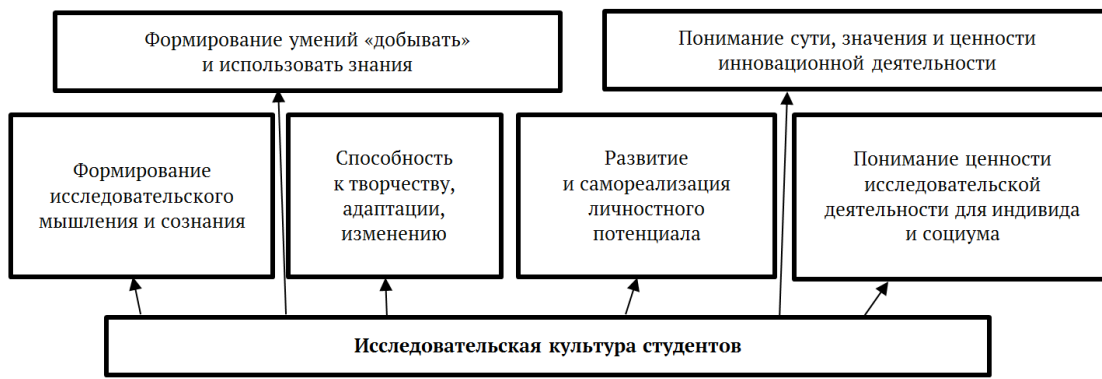 Формирование умений «добывать»
и использовать знания
Понимание сути, значения и ценности
инновационной деятельности
Формирование
исследовательского
мышления и сознания
Способность
к творчеству,
адаптации,
изменению
Развитие
и самореализация
личностного
потенциала
Понимание ценности
исследовательской
деятельности для индивида
и социума
Исследовательская культура студентов